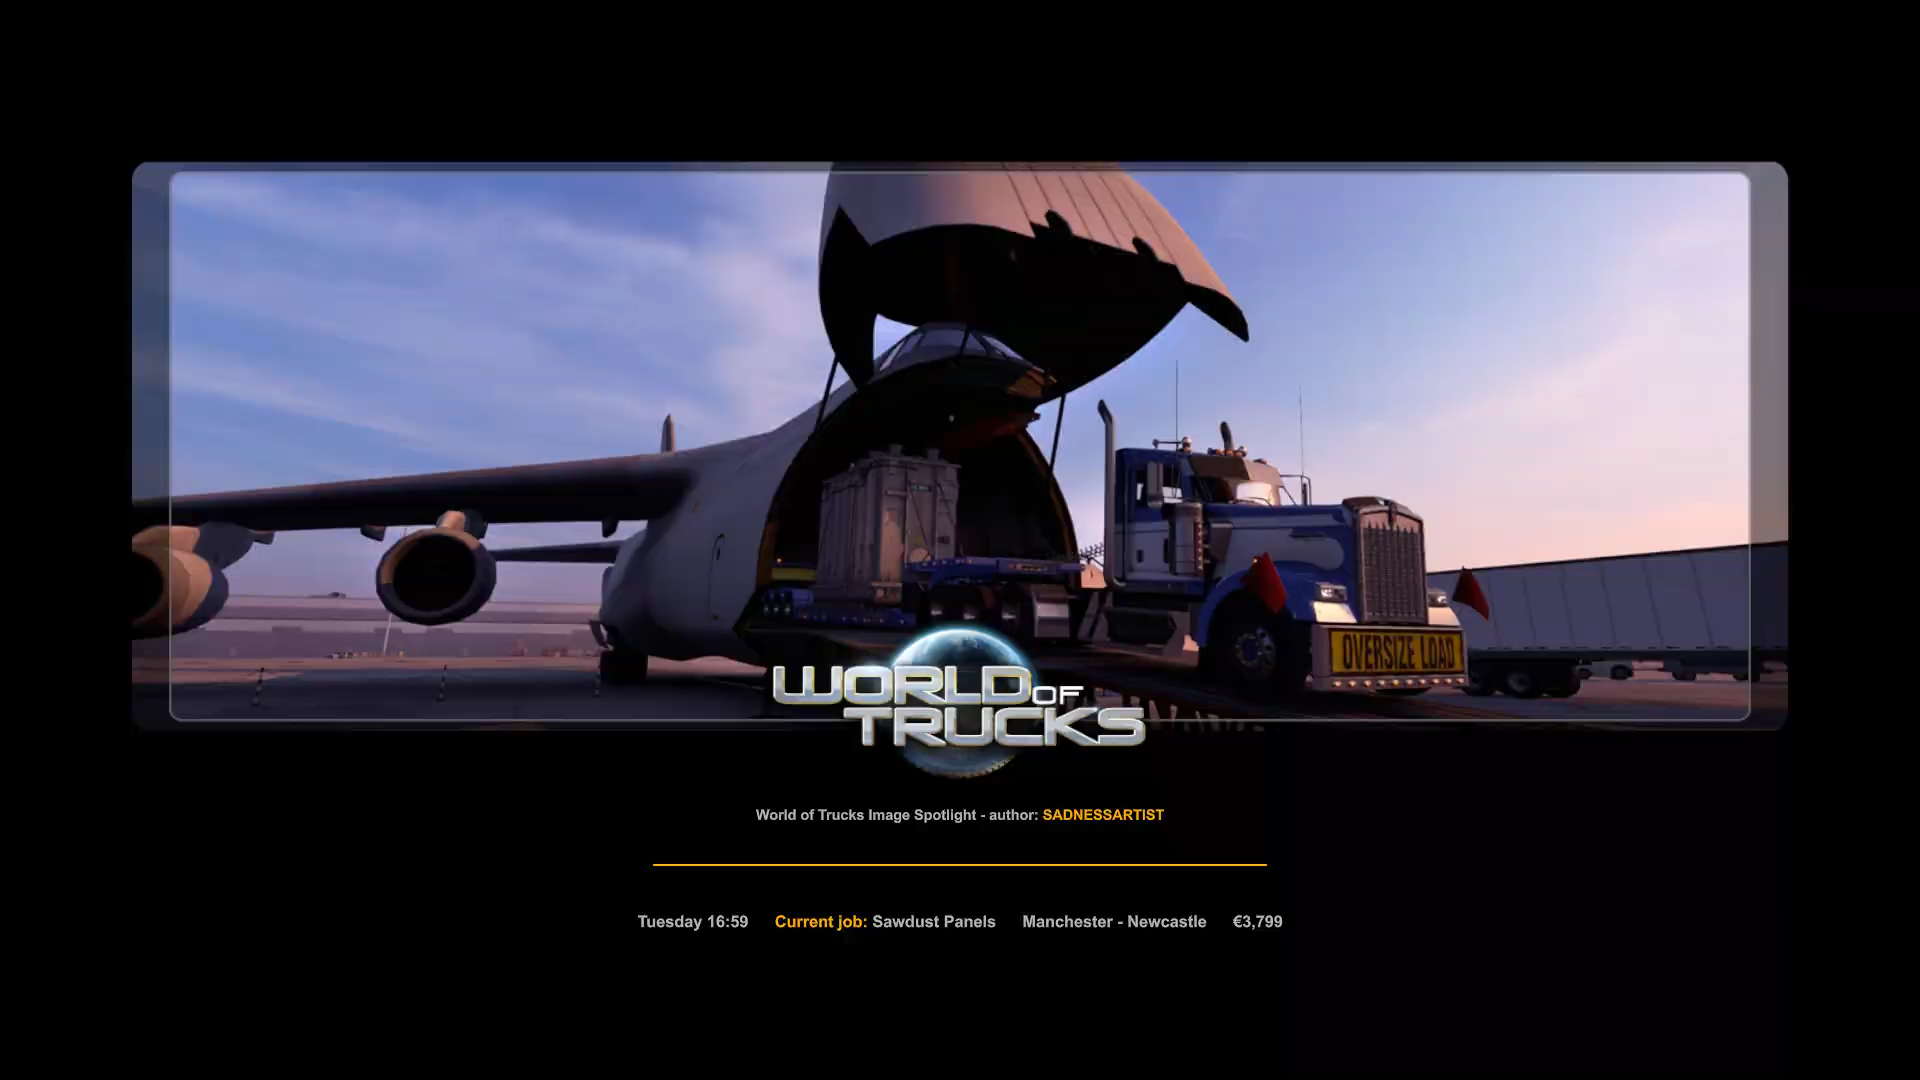 OVERSIZE LOAD
WORLD OF
TRUCKS
World of Trucks Image Spotlight - author: SADNESSARTIST
Tuesday 16:59 Current job: Sawdust Panels Manchester - Newcastle €3,799